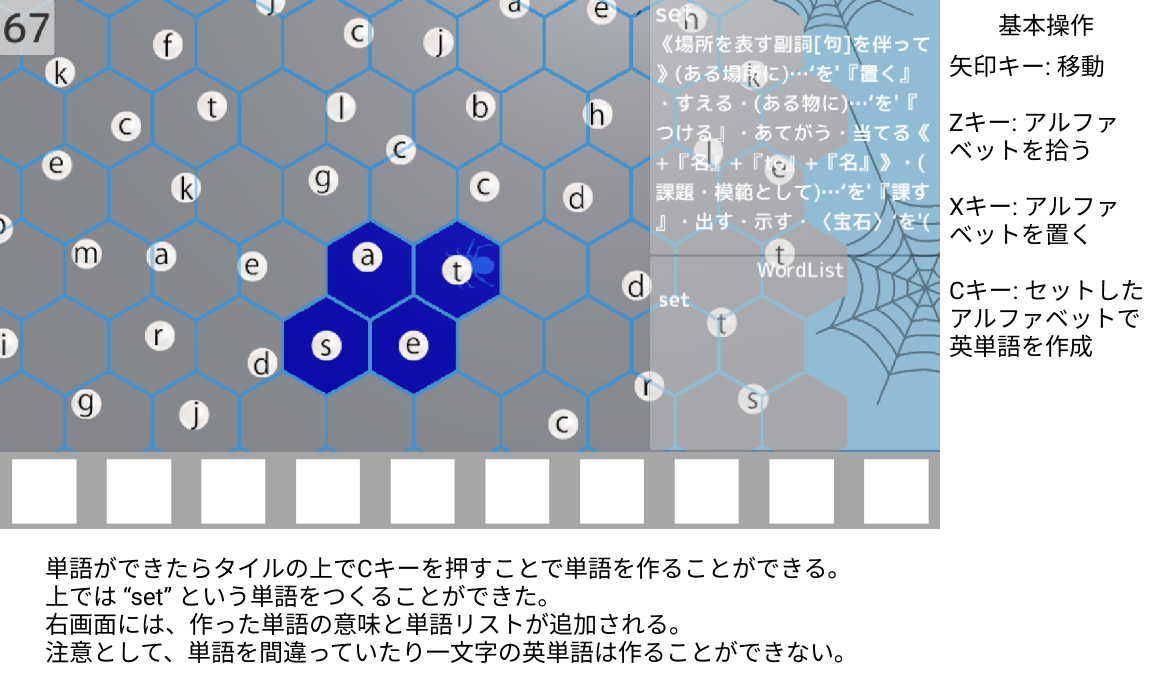 67
j
a
e
n
f
c
j
k
k
c
t
l
b
h
c
l
e
k
g
c
d
e
m
a
e
a
t
d
t
i
r
d
s
e
t
g
j
c
r
s
set
《場所を表す副詞[句]を伴って
》(ある場所に)…‘を'『置く』
・すえる・(ある物に)…‘を'『
つける』・あてがう・当てる《
+『名』+『to』+『名』》・(
課題・模範として)…‘を'『課す
』・出す・示す・〈宝石〉‘を'(
WordList
set
基本操作
矢印キー: 移動
Zキー: アルファ
ベットを拾う
Xキー: アルファ
ベットを置く
Cキー: セットした
アルファベットで
英単語を作成
単語ができたらタイルの上でCキーを押すことで単語を作ることができる。
上では “set” という単語をつくることができた。
右画面には、作った単語の意味と単語リストが追加される。
注意として、単語を間違っていたり一文字の英単語は作ることができない。